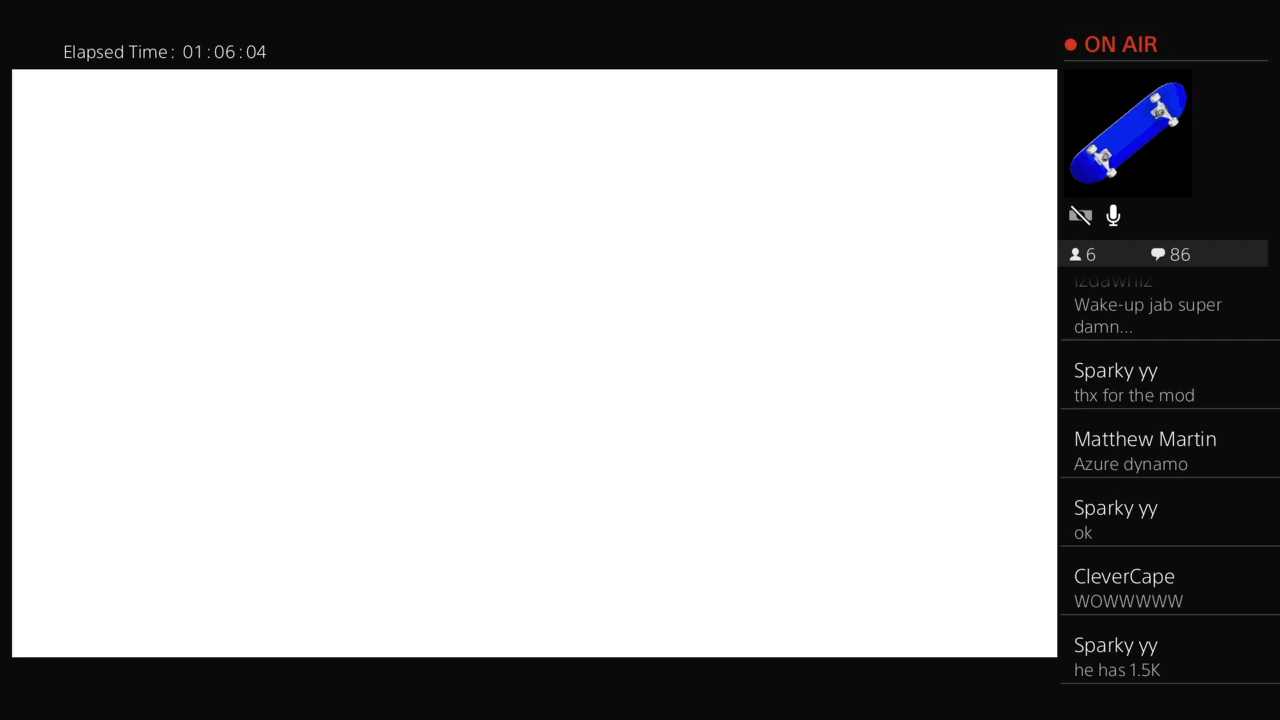 Elapsed Time: 01:06:04
ON AIR
6 86
izdawhiz
Wake-up jab super
damn...
Sparky yy
thx for the mod
Matthew Martin
Azure dynamo
Sparky yy
ok
CleverCape
WOWWWWW
Sparky yy
he has 1.5K